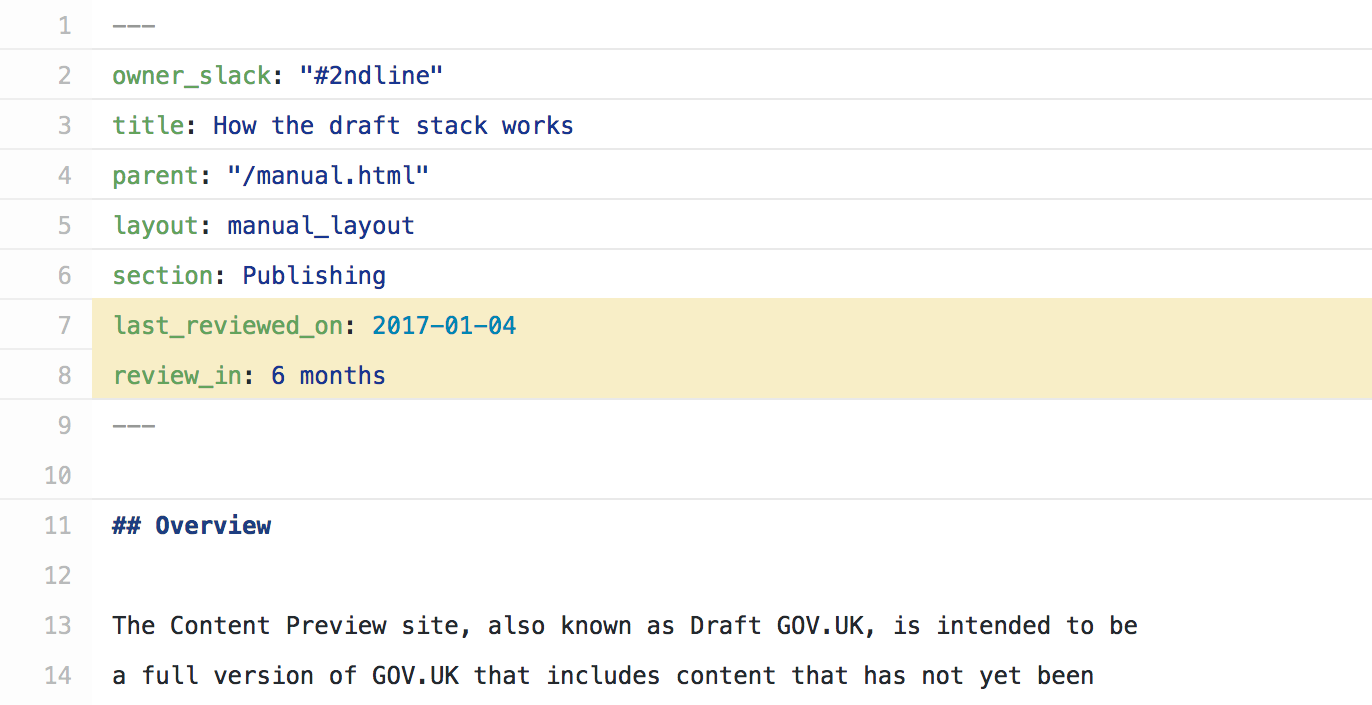 1 ---
2 owner_slack: "#2ndline"
3 title: How the draft stack works
4 parent: "/manual.html"
5 layout: manual_layout
6 section: Publishing
7 last_reviewed_on: 2017-01-04
8 review_in: 6 months
9 ---
10
11 ## Overview
12
13 The Content Preview site, also known as Draft GOV.UK, is intended to be
14 a full version of GOV.UK that includes content that has not yet been